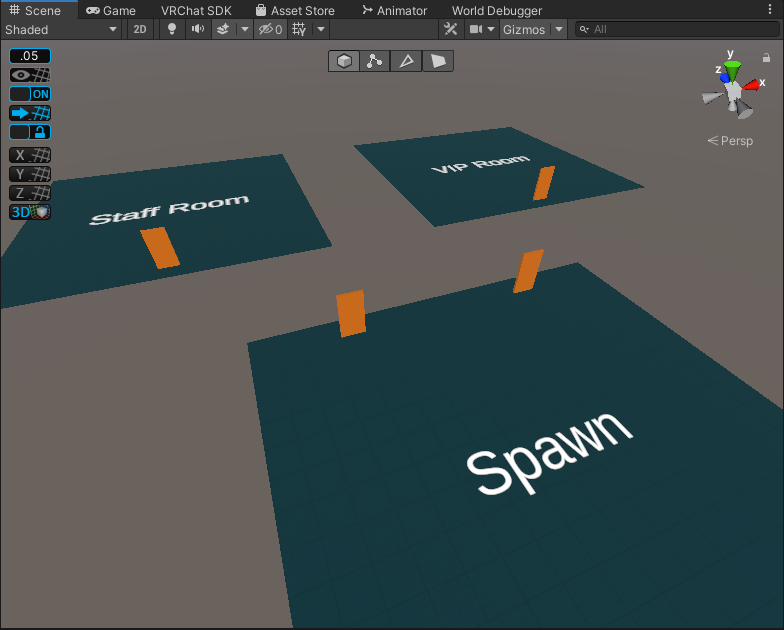 Scene Game VRChat SDK Asset Store Animator World Debugger
Shaded 2D 0 Gizmos All
.05
ON
X
Y
Z
3D
y
z
x
Persp
VIP Room
Staff Room
Spawn